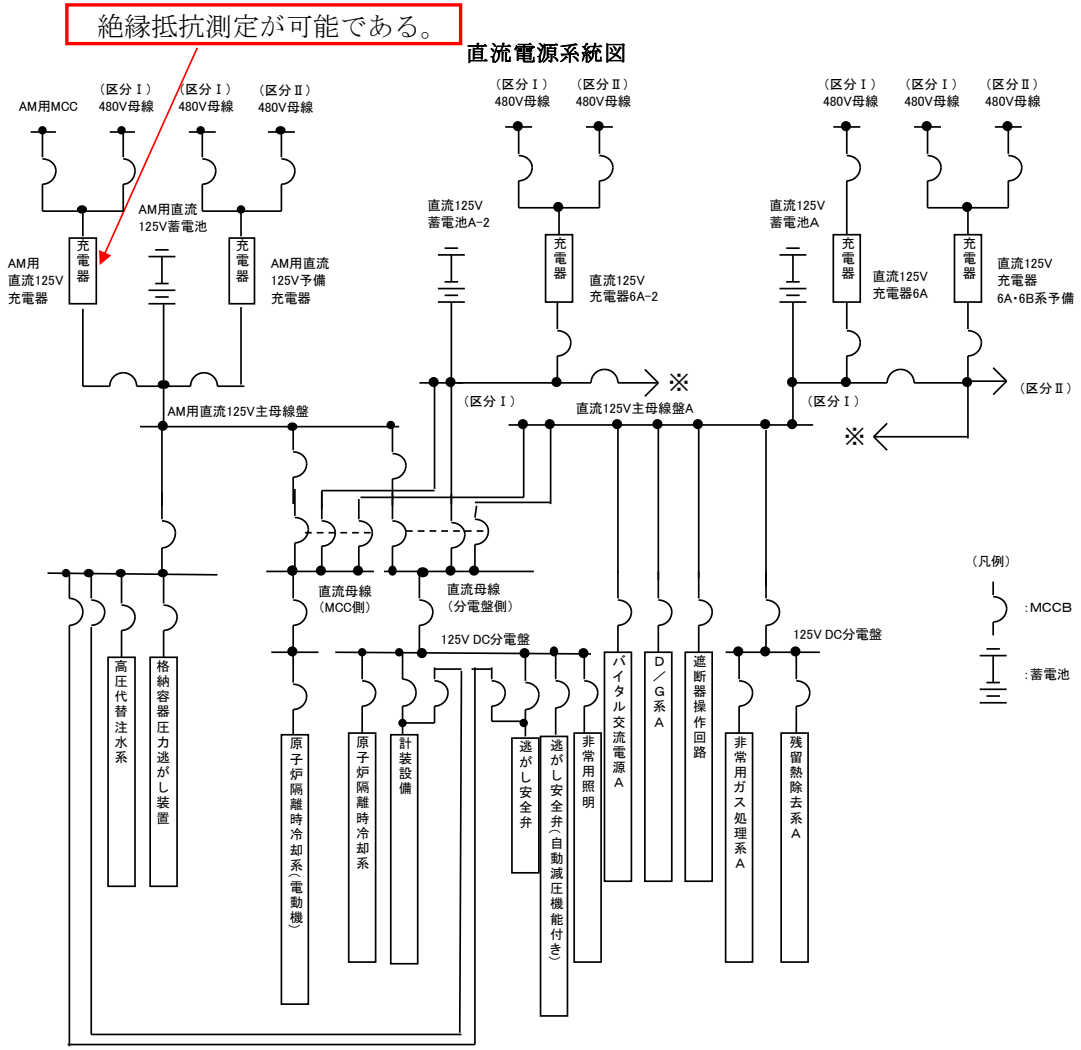 絶縁抵抗測定が可能である。
直流電源系統図
AM用MCC
(区分Ⅰ)
480V母線
(区分Ⅰ)
480V母線
(区分Ⅱ)
480V母線
(区分Ⅰ)
480V母線
(区分Ⅱ)
480V母線
(区分Ⅰ)
480V母線
(区分Ⅰ)
480V母線
(区分Ⅱ)
480V母線
AM用
直流125V
充電器
充電器
AM用直流
125V蓄電池
充電器
AM用直流
125V予備
充電器
直流125V
蓄電池A-2
充電器
直流125V
充電器6A-2
直流125V
蓄電池A
充電器
直流125V
充電器6A
充電器
直流125V
充電器
6A・6B系予備
※
(区分Ⅱ)
AM用直流125V主母線盤
(区分Ⅰ)
直流125V主母線盤A
(区分Ⅰ)
※
直流母線
(MCC側)
直流母線
(分電盤側)
125V DC分電盤
125V DC分電盤
(凡例)
:MCCB
:蓄電池
高圧代替注水系
格納容器圧力逃がし装置
原子炉隔離時冷却系(電動機)
原子炉隔離時冷却系
計装設備
逃がし安全弁
逃がし安全弁(自動減圧機能付き)
非常用照明
バイタル交流電源A
D/G系A
遮断器操作回路
非常用ガス処理系A
残留熱除去系A